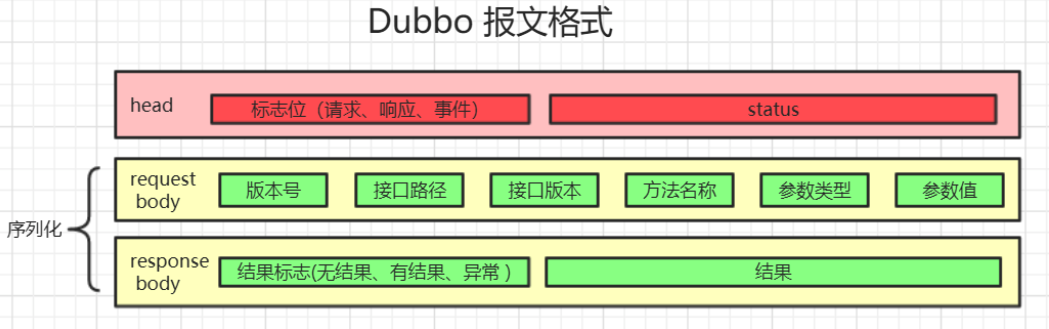 Dubbo 报文格式
head
标志位（请求、响应、事件）
status
request
body
版本号
接口路径
接口版本
方法名称
参数类型
参数值
序列化
response
body
结果标志(无结果、有结果、异常 )
结果